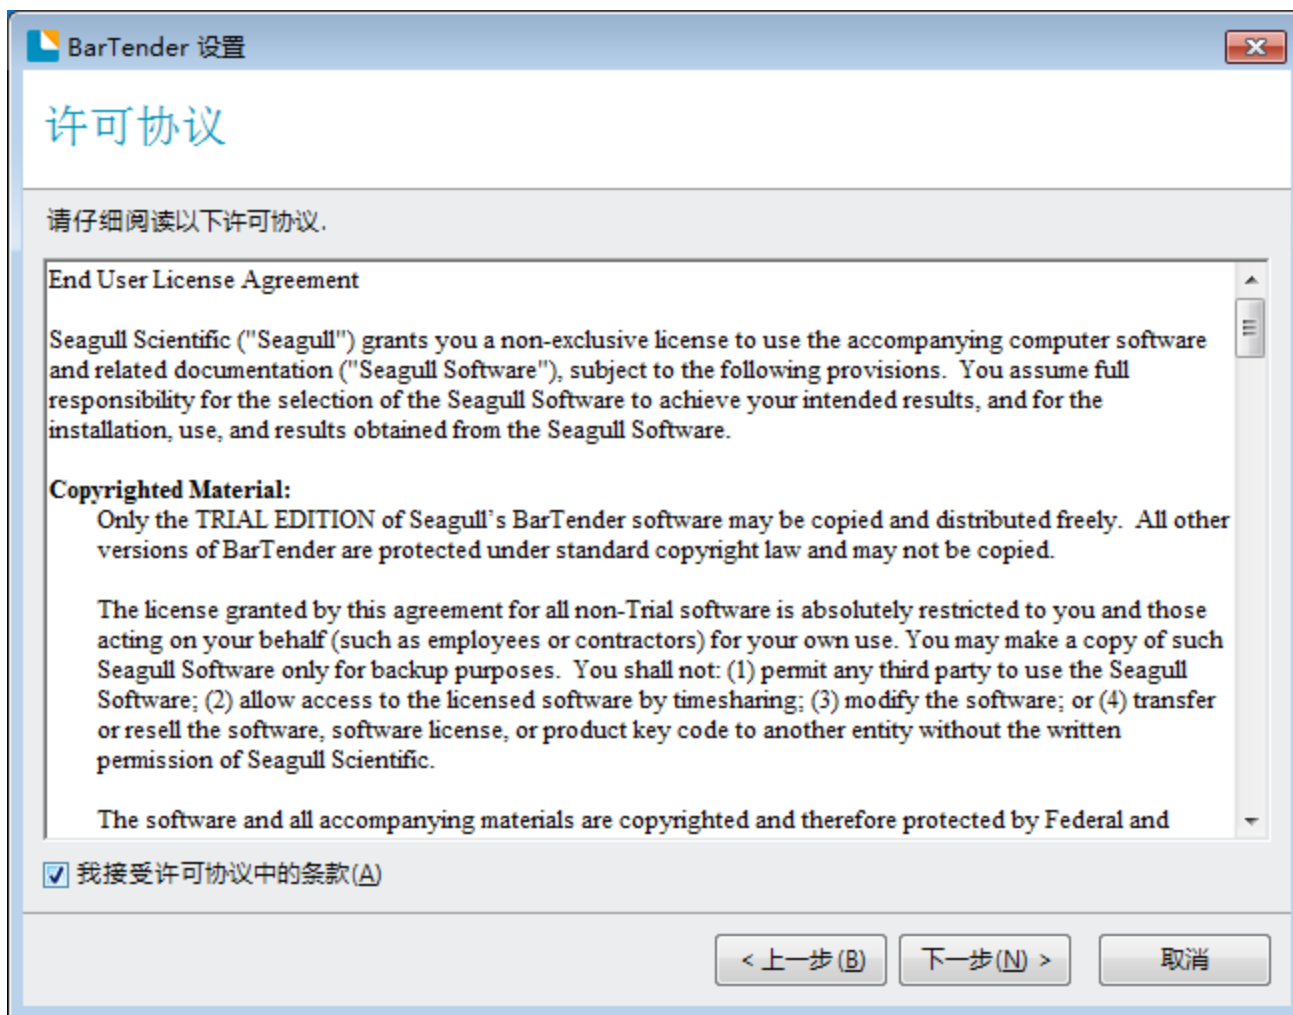 BarTender 设置
许可协议
请仔细阅读以下许可协议.
End User License Agreement
Seagull Scientific ("Seagull") grants you a non-exclusive license to use the accompanying computer software
and related documentation ("Seagull Software"), subject to the following provisions.  You assume full
responsibility for the selection of the Seagull Software to achieve your intended results, and for the
installation, use, and results obtained from the Seagull Software.
Copyrighted Material:
Only the TRIAL EDITION of Seagull’s BarTender software may be copied and distributed freely.  All other
versions of BarTender are protected under standard copyright law and may not be copied.
The license granted by this agreement for all non-Trial software is absolutely restricted to you and those
acting on your behalf (such as employees or contractors) for your own use. You may make a copy of such
Seagull Software only for backup purposes.  You shall not: (1) permit any third party to use the Seagull
Software; (2) allow access to the licensed software by timesharing; (3) modify the software; or (4) transfer
or resell the software, software license, or product key code to another entity without the written
permission of Seagull Scientific.
The software and all accompanying materials are copyrighted and therefore protected by Federal and
我接受许可协议中的条款(A)
< 上一步(B)
下一步(N) >
取消